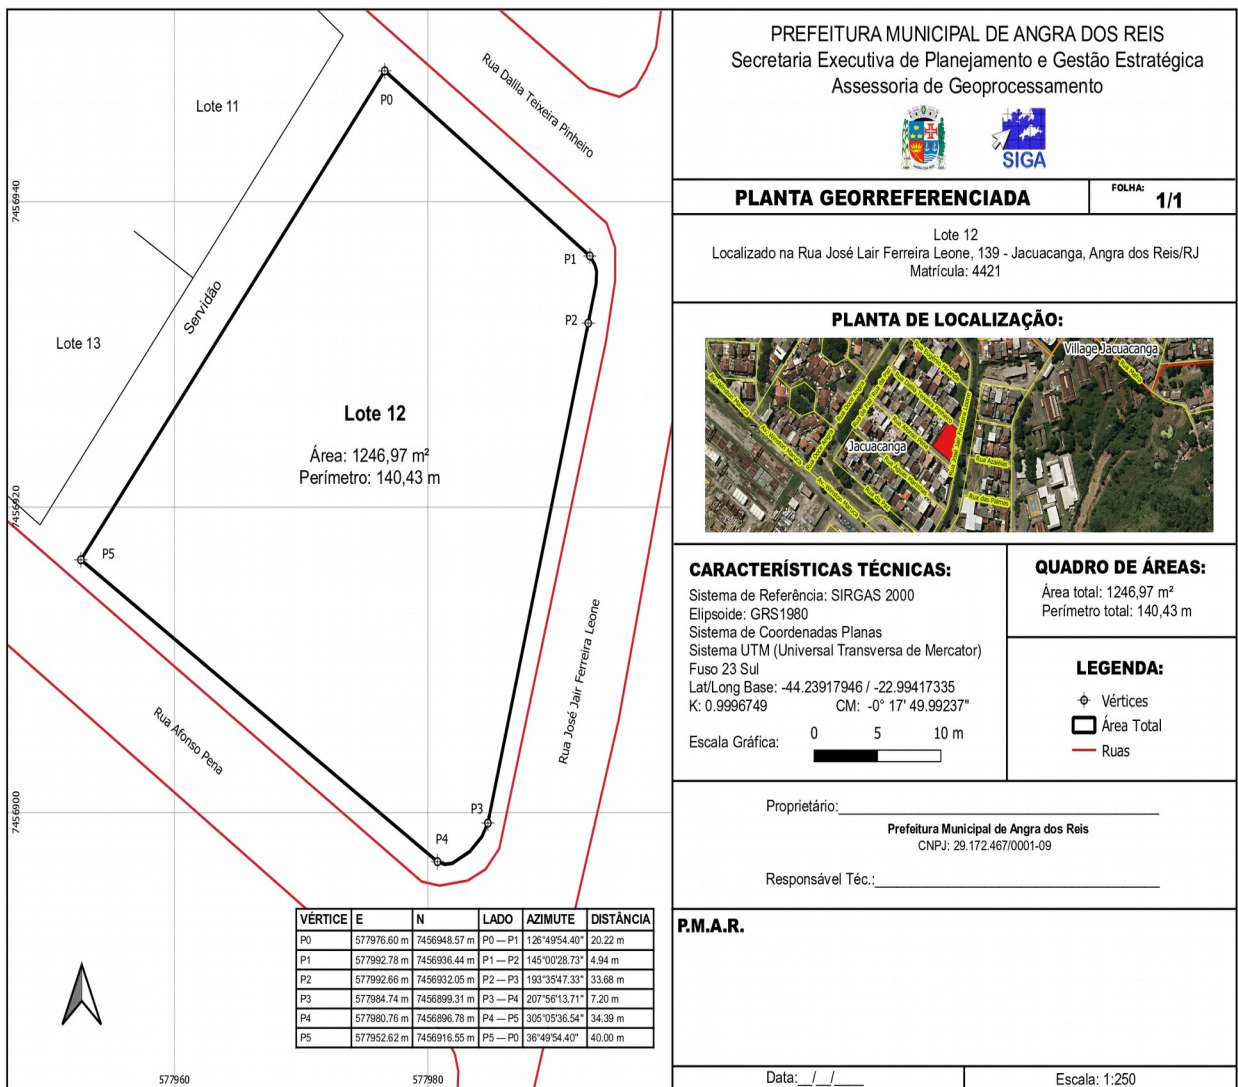 Lote 11
Lote 13
Servidão
P0
P1
P2
P3
P4
P5
Rua Dalila Teixeira Pinheiro
Rua José Jair Ferreira Leone
Rua Afonso Pena
Lote 12
Área: 1246,97 m²
Perímetro: 140,43 m
7456940
7456920
7456900
577960
577980
VÉRTICE E N LADO AZIMUTE DISTÂNCIA
P0 577976.60 m 7456948.57 m P0 — P1 126°49'54.40" 20.22 m
P1 577992.78 m 7456936.44 m P1 — P2 145°00'28.73" 4.94 m
P2 577992.66 m 7456932.05 m P2 — P3 193°35'47.33" 33.68 m
P3 577984.74 m 7456899.31 m P3 — P4 207°56'13.71" 7.20 m
P4 577980.76 m 7456896.78 m P4 — P5 305°05'36.54" 34.39 m
P5 577952.62 m 7456916.55 m P5 — P0 36°49'54.40" 40.00 m
PREFEITURA MUNICIPAL DE ANGRA DOS REIS
Secretaria Executiva de Planejamento e Gestão Estratégica
Assessoria de Geoprocessamento
SIGA
PLANTA GEORREFERENCIADA
FOLHA:
1/1
Lote 12
Localizado na Rua José Lair Ferreira Leone, 139 - Jacuacanga, Angra dos Reis/RJ
Matrícula: 4421
PLANTA DE LOCALIZAÇÃO:
Village Jacuacanga
Jacuacanga
Rua Azaléias
Rua das Palmas
CARACTERÍSTICAS TÉCNICAS:
Sistema de Referência: SIRGAS 2000
Elipsoide: GRS1980
Sistema de Coordenadas Planas
Sistema UTM (Universal Transversa de Mercator)
Fuso 23 Sul
Lat/Long Base: -44.23917946 / -22.99417335
K: 0.9996749 CM: -0° 17' 49.99237"
Escala Gráfica: 0 5 10 m
QUADRO DE ÁREAS:
Área total: 1246,97 m²
Perímetro total: 140,43 m
LEGENDA:
Vértices
Área Total
Ruas
Proprietário:
Prefeitura Municipal de Angra dos Reis
CNPJ: 29.172.467/0001-09
Responsável Téc.:
P.M.A.R.
Data:__/__/____
Escala: 1:250